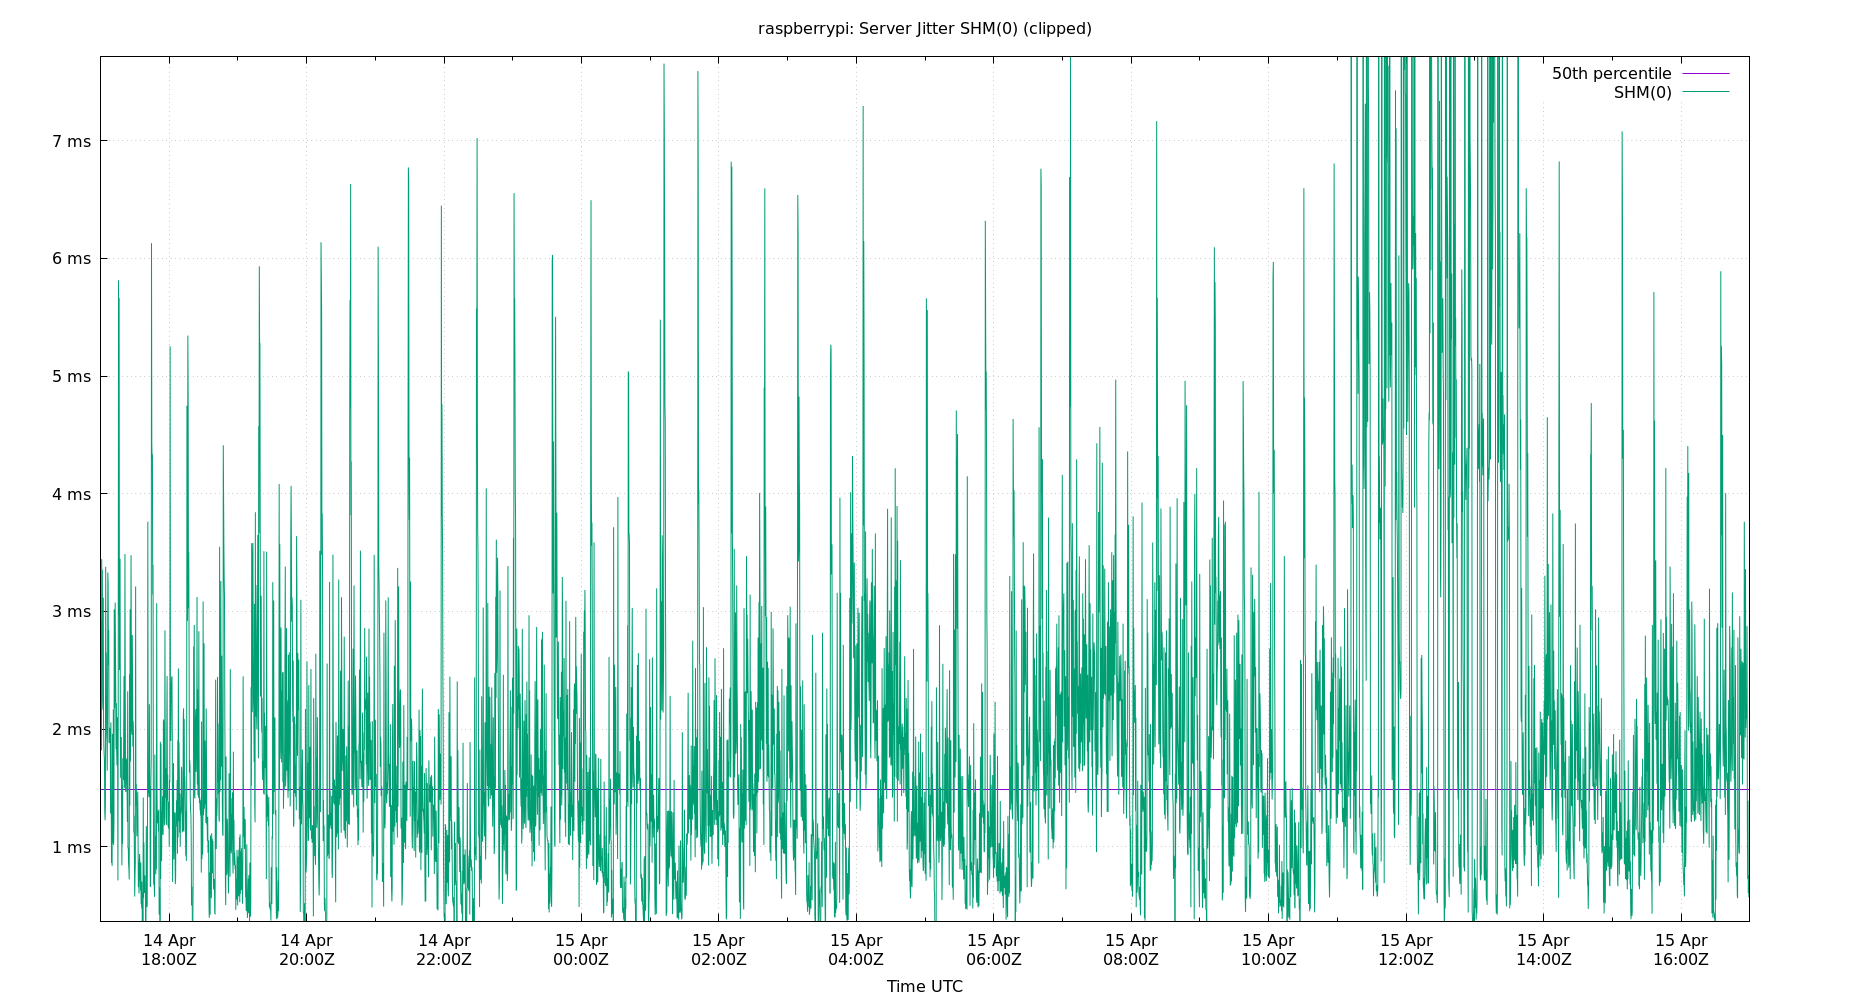 raspberrypi: Server Jitter SHM(0) (clipped)
50th percentile
SHM(0)
7 ms
6 ms
5 ms
4 ms
3 ms
2 ms
1 ms
14 Apr 14 Apr 14 Apr 15 Apr 15 Apr 15 Apr 15 Apr 15 Apr 15 Apr 15 Apr 15 Apr 15 Apr
18:00Z 20:00Z 22:00Z 00:00Z 02:00Z 04:00Z 06:00Z 08:00Z 10:00Z 12:00Z 14:00Z 16:00Z
Time UTC